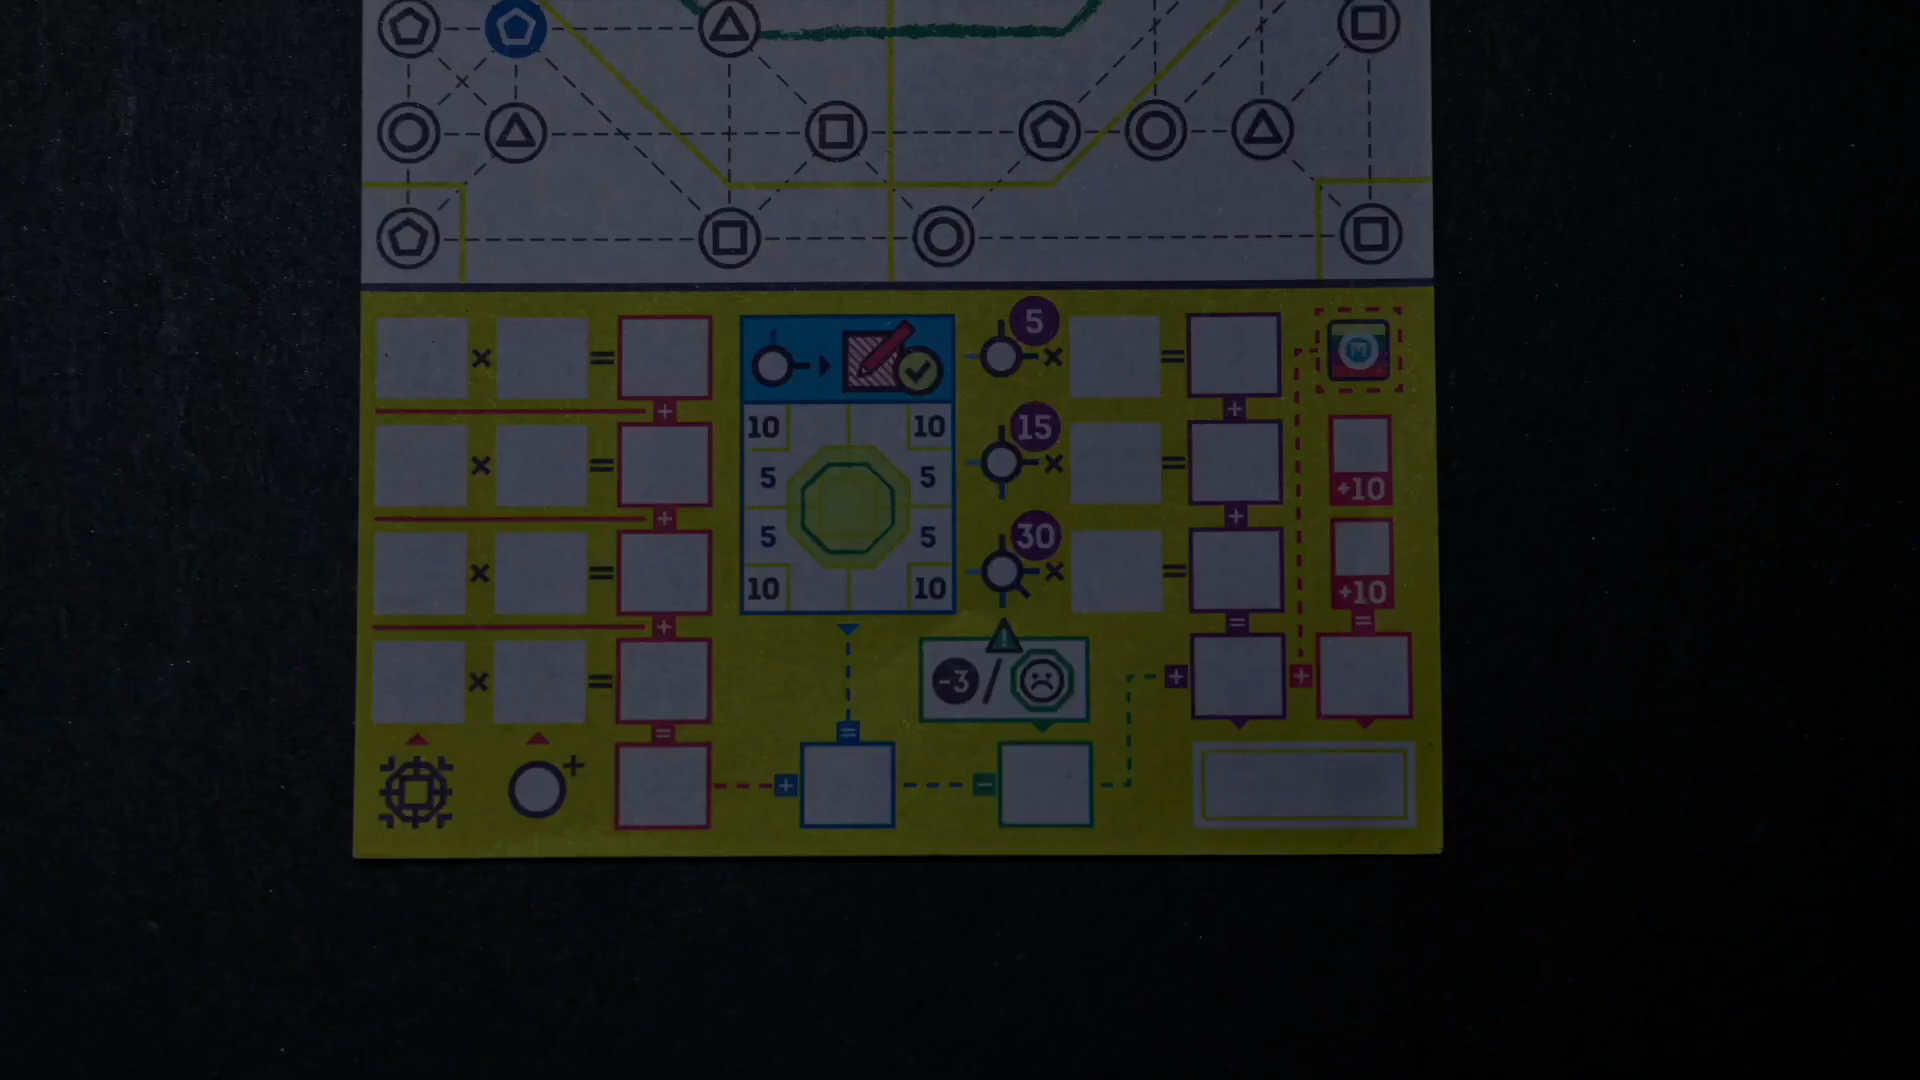 × = 5 × =
+ +
10 10
× = 15 × =
5 5 +10
+ +
5 5
× = 30 × =
10 10 +10
+ = =
× = -3 / + +
= =
+ + −